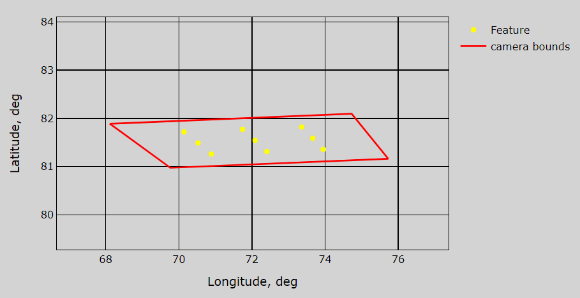 84
83
82
81
80
68 70 72 74 76
Latitude, deg
Longitude, deg
Feature
camera bounds